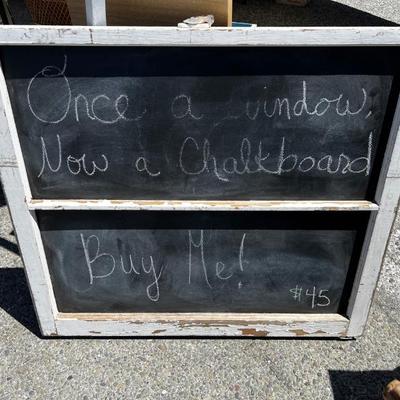 Once a window,
Now a Chalkboard
Buy Me!
$45